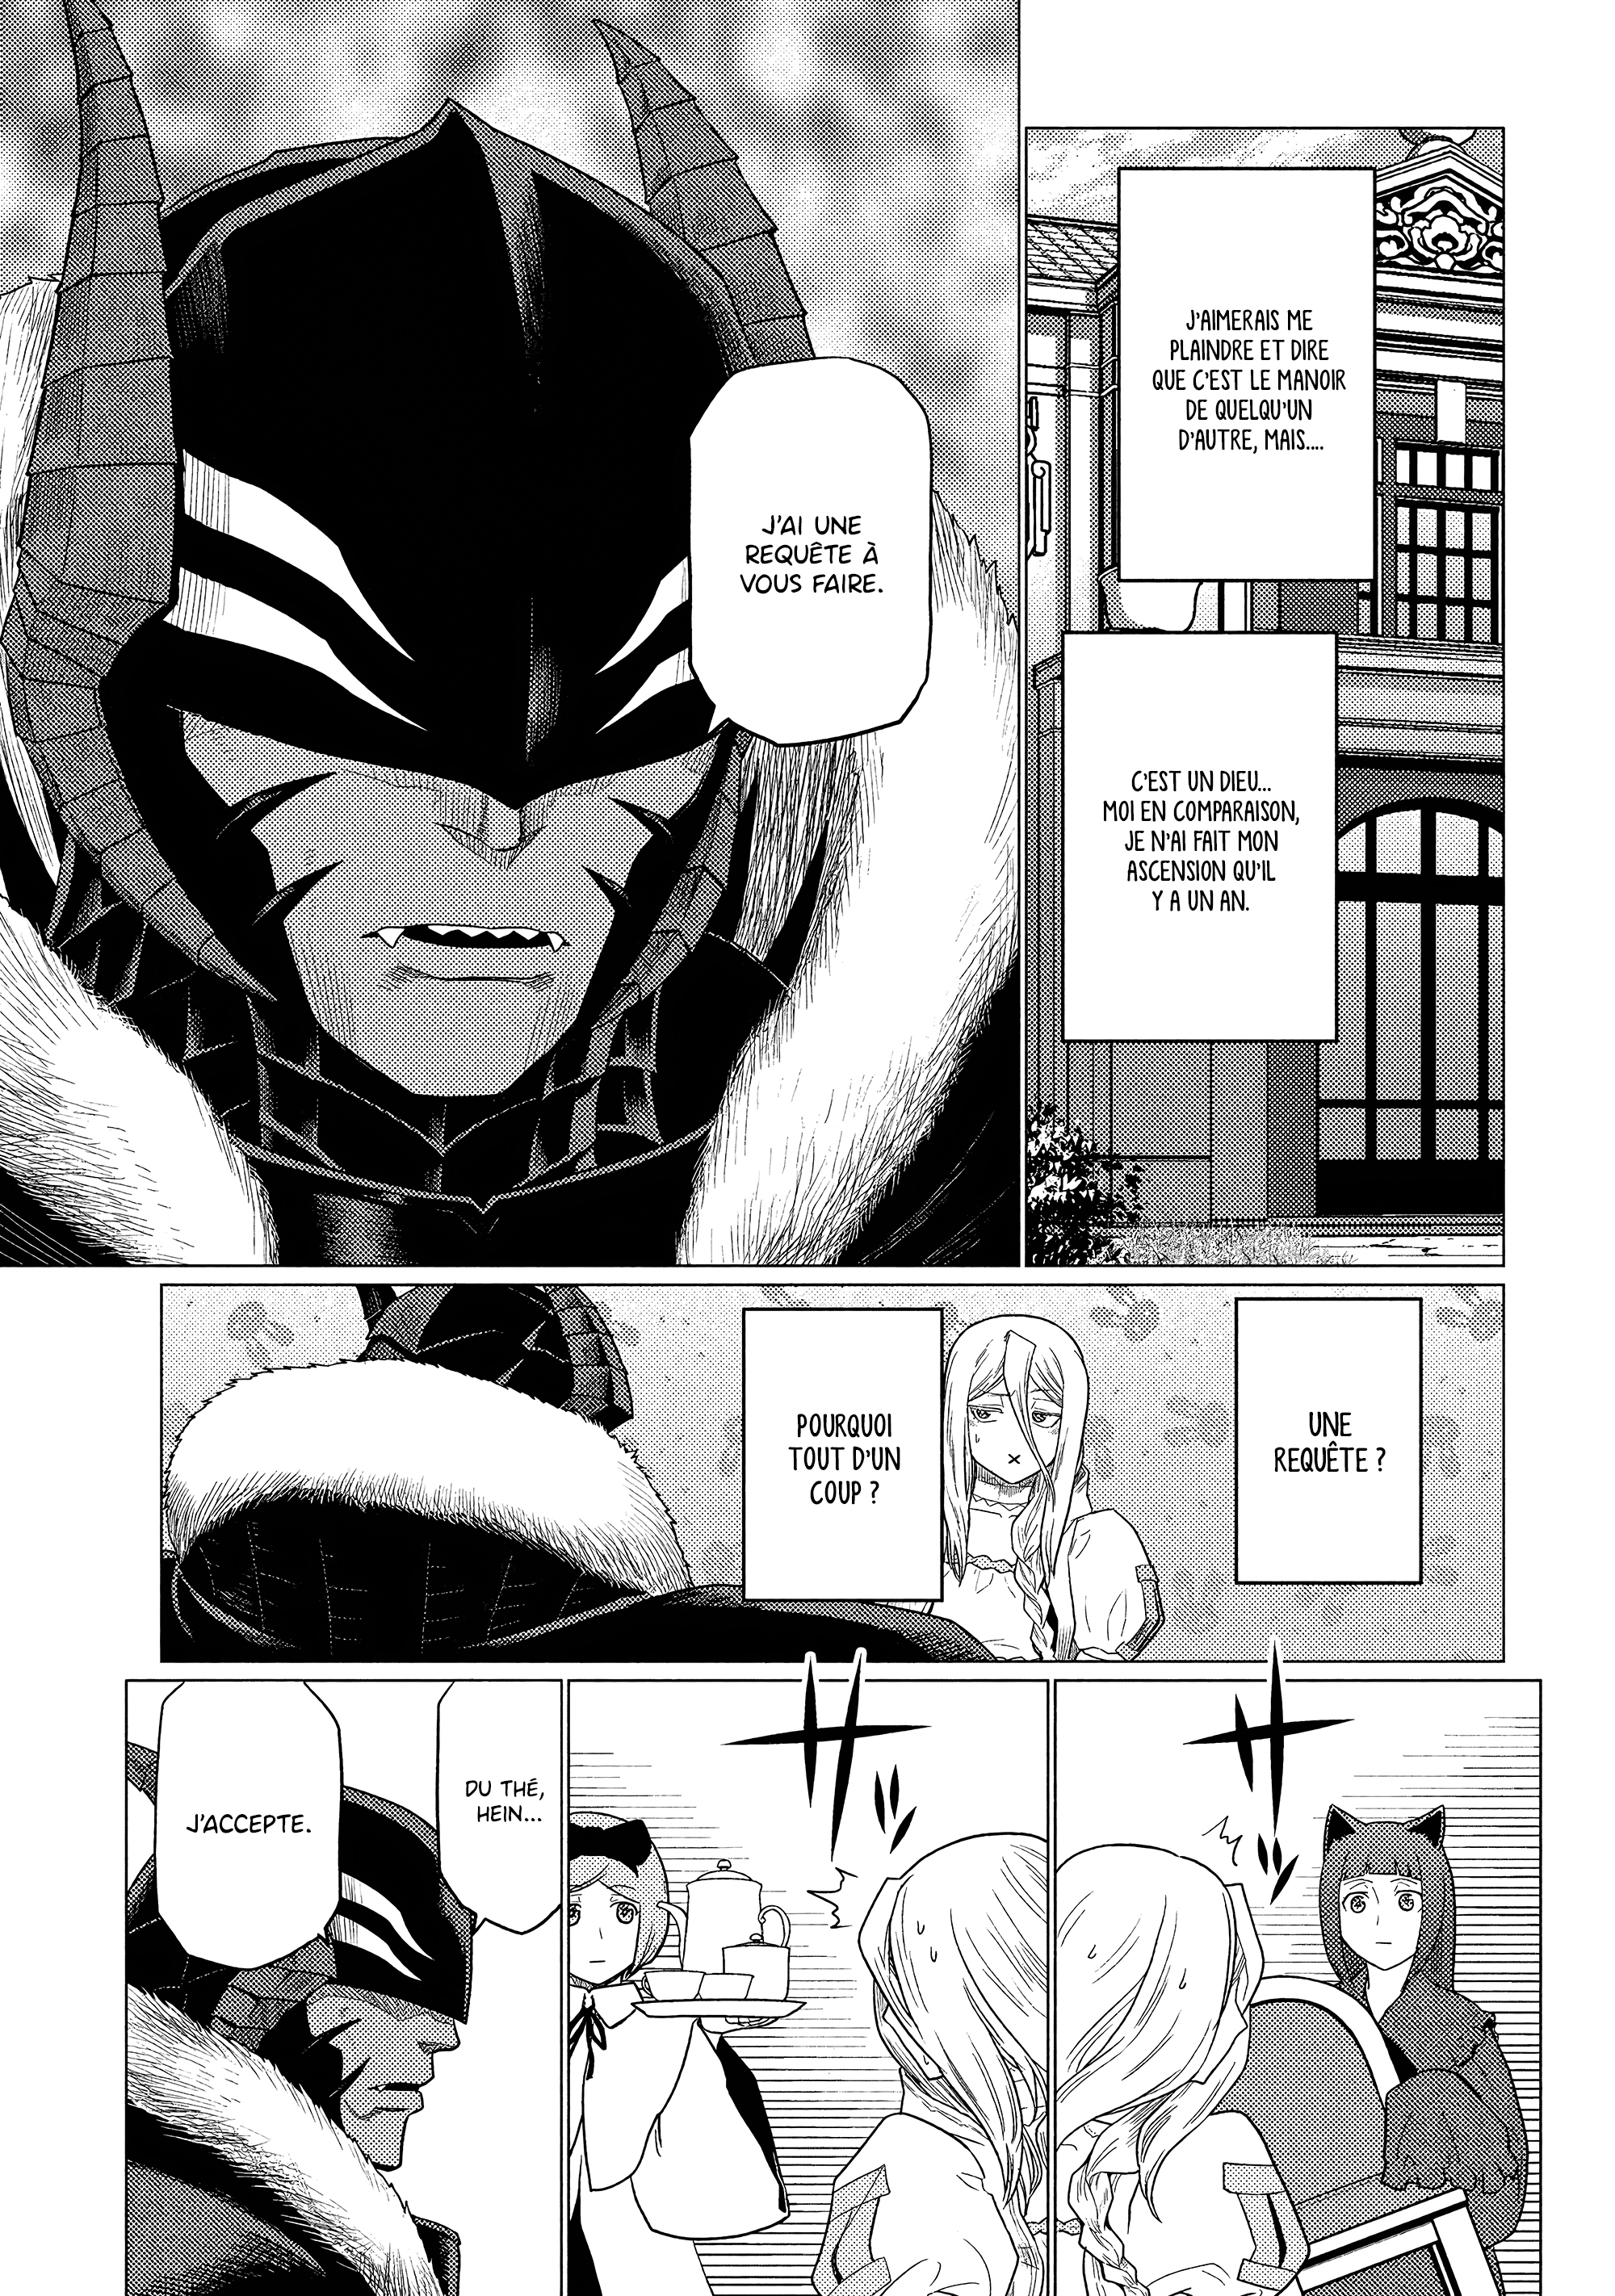 J'AIMERAIS ME
PLAINDRE ET DIRE
QUE C'EST LE MANOIR
DE QUELQU'UN
D'AUTRE, MAIS....
C'EST UN DIEU...
MOI EN COMPARAISON,
JE N'AI FAIT MON
ASCENSION QU'IL
Y A UN AN.
J'AI UNE
REQUÊTE À
VOUS FAIRE.
UNE
REQUÊTE ?
POURQUOI
TOUT D'UN
COUP ?
DU THÉ,
HEIN...
J'ACCEPTE.